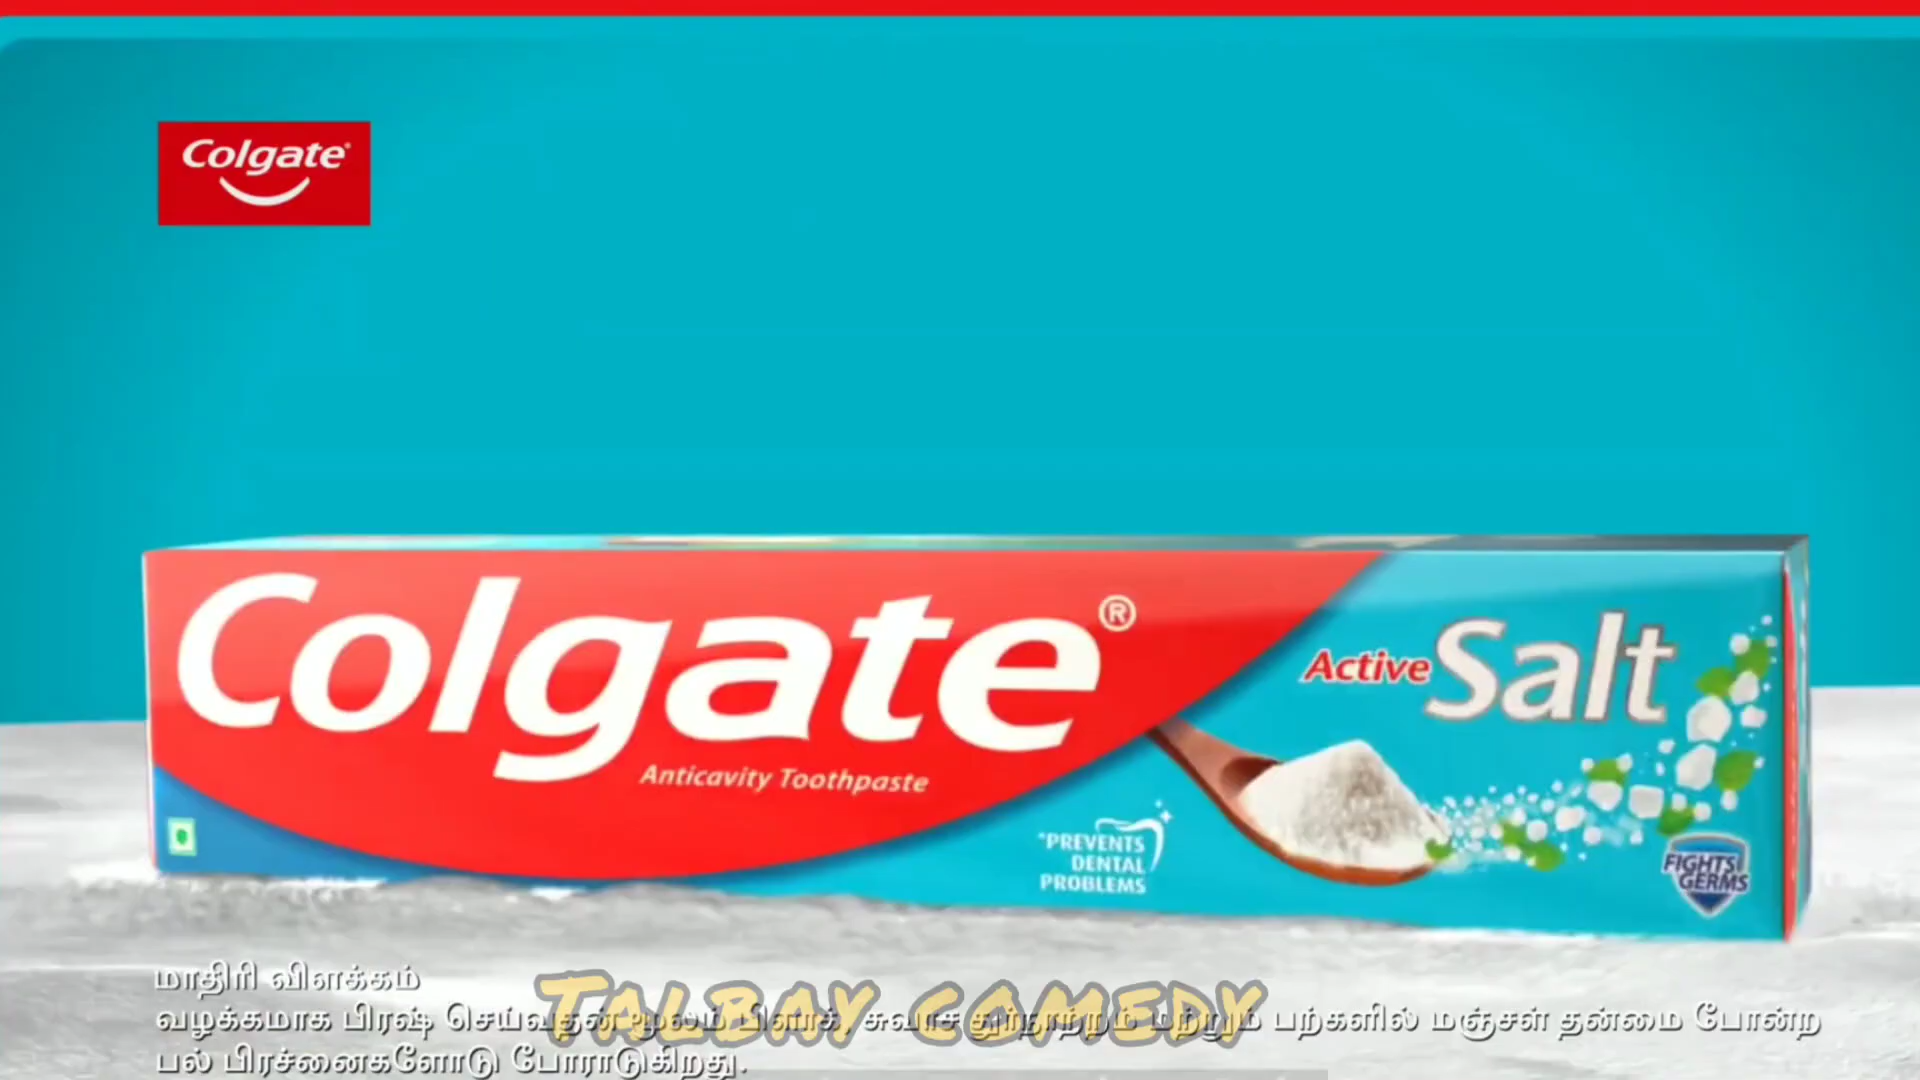 Colgate
Colgate®
Anticavity Toothpaste
Active Salt
*PREVENTS
DENTAL
PROBLEMS
FIGHTS
GERMS
மாதிரி விளக்கம்
வழக்கமாக பிரஷ் செய்வதன் மூலம் பிளாக், சுவாச துர்நாற்றம் மற்றும் பற்களில் மஞ்சள் தன்மை போன்ற
பல் பிரச்னைகளோடு போராடுகிறது.
TALBAY COMEDY